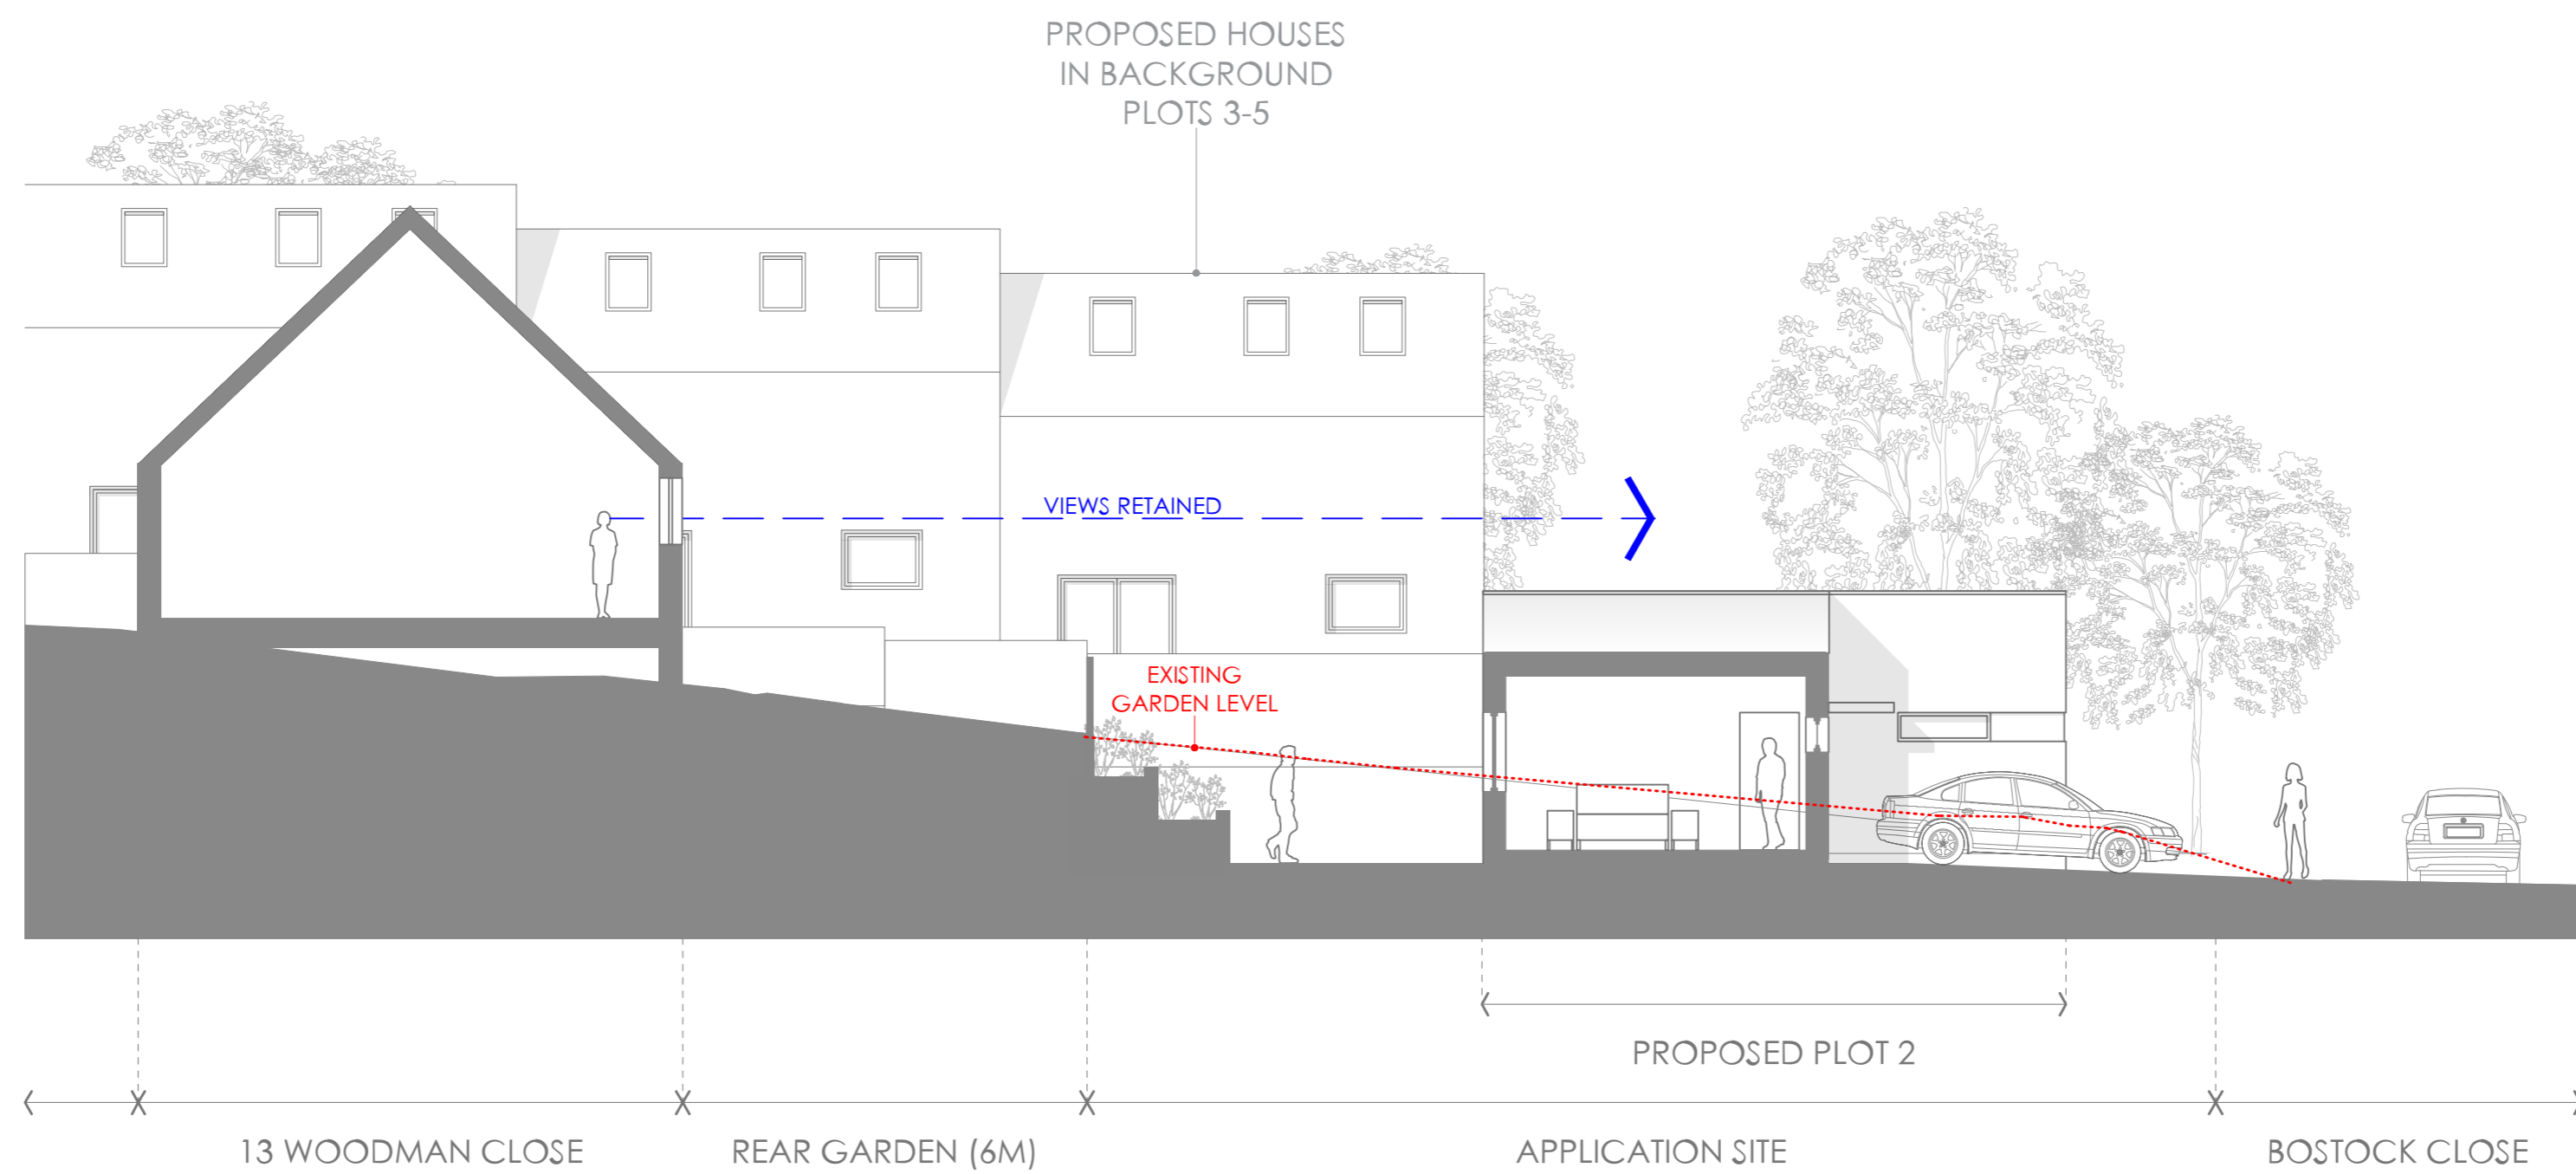 PROPOSED HOUSES
IN BACKGROUND
PLOTS 3-5
VIEWS RETAINED
EXISTING
GARDEN LEVEL
PROPOSED PLOT 2
13 WOODMAN CLOSE
REAR GARDEN (6M)
APPLICATION SITE
BOSTOCK CLOSE